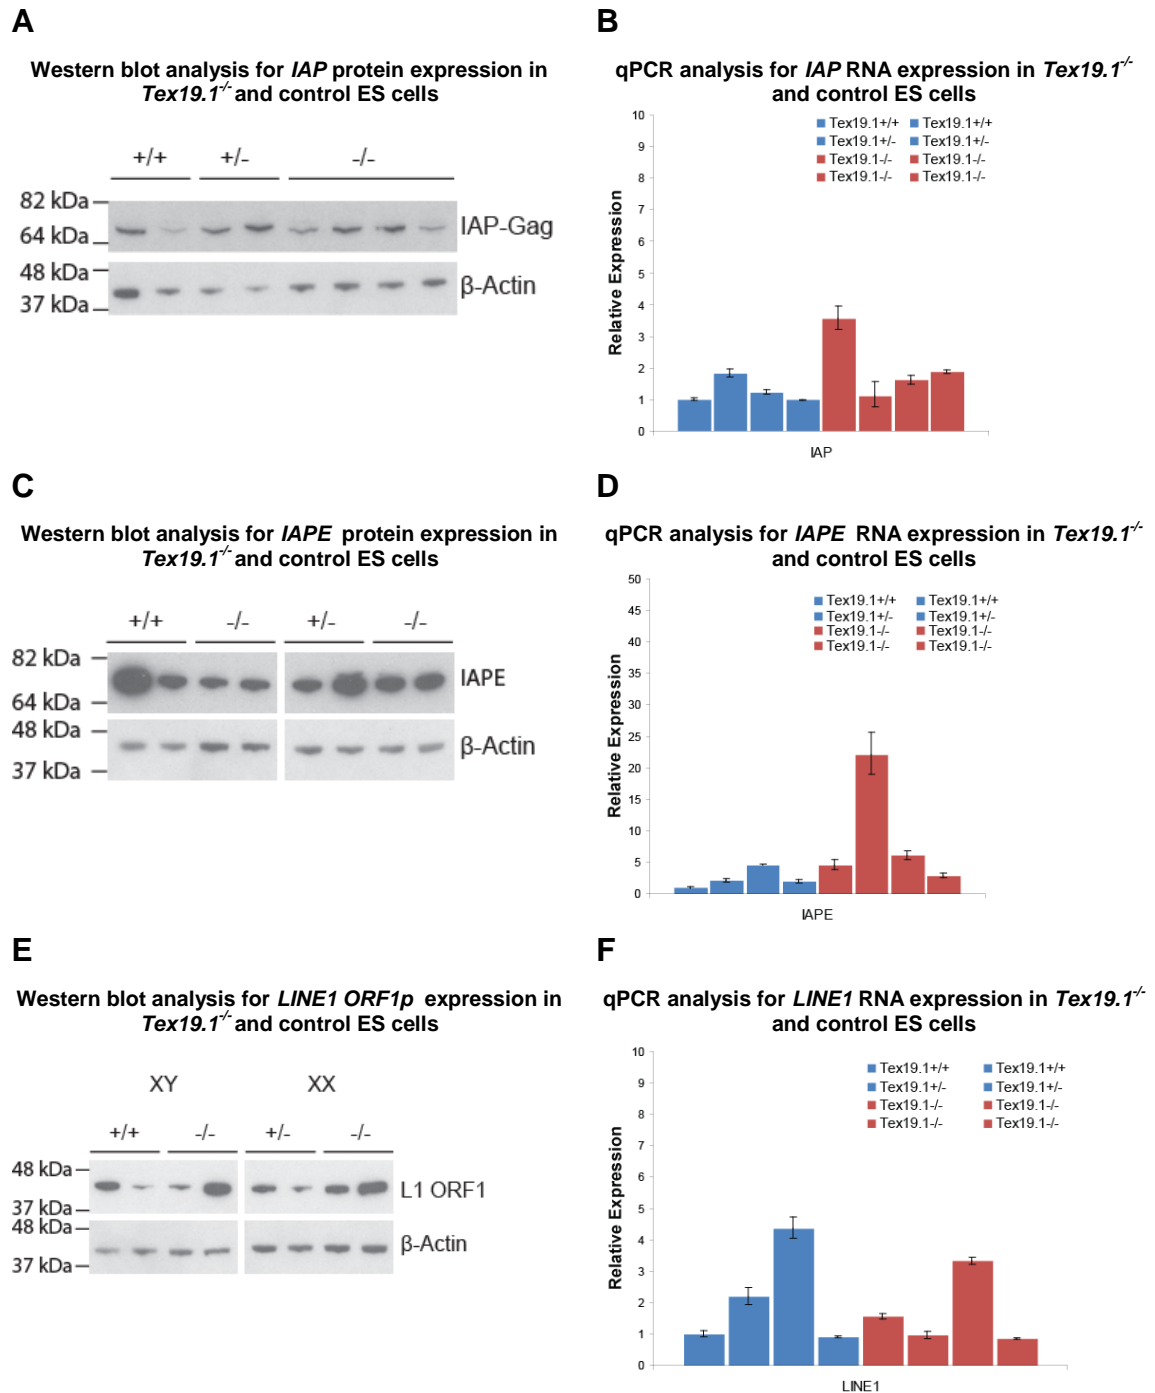 A
Western blot analysis for IAP protein expression in
Tex19.1-/- and control ES cells
+/+ +/- -/-
82 kDa
64 kDa
IAP-Gag
48 kDa
37 kDa
β-Actin
B
qPCR analysis for IAP RNA expression in Tex19.1-/-
and control ES cells
Tex19.1+/+ Tex19.1+/+
Tex19.1+/- Tex19.1+/-
Tex19.1-/- Tex19.1-/-
Tex19.1-/- Tex19.1-/-
Relative Expression
10
9
8
7
6
5
4
3
2
1
0
IAP
C
Western blot analysis for IAPE protein expression in
Tex19.1-/- and control ES cells
+/+ -/- +/- -/-
82 kDa
64 kDa
IAPE
48 kDa
37 kDa
β-Actin
D
qPCR analysis for IAPE RNA expression in Tex19.1-/-
and control ES cells
Tex19.1+/+ Tex19.1+/+
Tex19.1+/- Tex19.1+/-
Tex19.1-/- Tex19.1-/-
Tex19.1-/- Tex19.1-/-
Relative Expression
50
45
40
35
30
25
20
15
10
5
0
IAPE
E
Western blot analysis for LINE1 ORF1p expression in
Tex19.1-/- and control ES cells
XY XX
+/+ -/- +/- -/-
48 kDa
37 kDa
L1 ORF1
48 kDa
37 kDa
β-Actin
F
qPCR analysis for LINE1 RNA expression in Tex19.1-/-
and control ES cells
Tex19.1+/+ Tex19.1+/+
Tex19.1+/- Tex19.1+/-
Tex19.1-/- Tex19.1-/-
Tex19.1-/- Tex19.1-/-
Relative Expression
10
9
8
7
6
5
4
3
2
1
0
LINE1